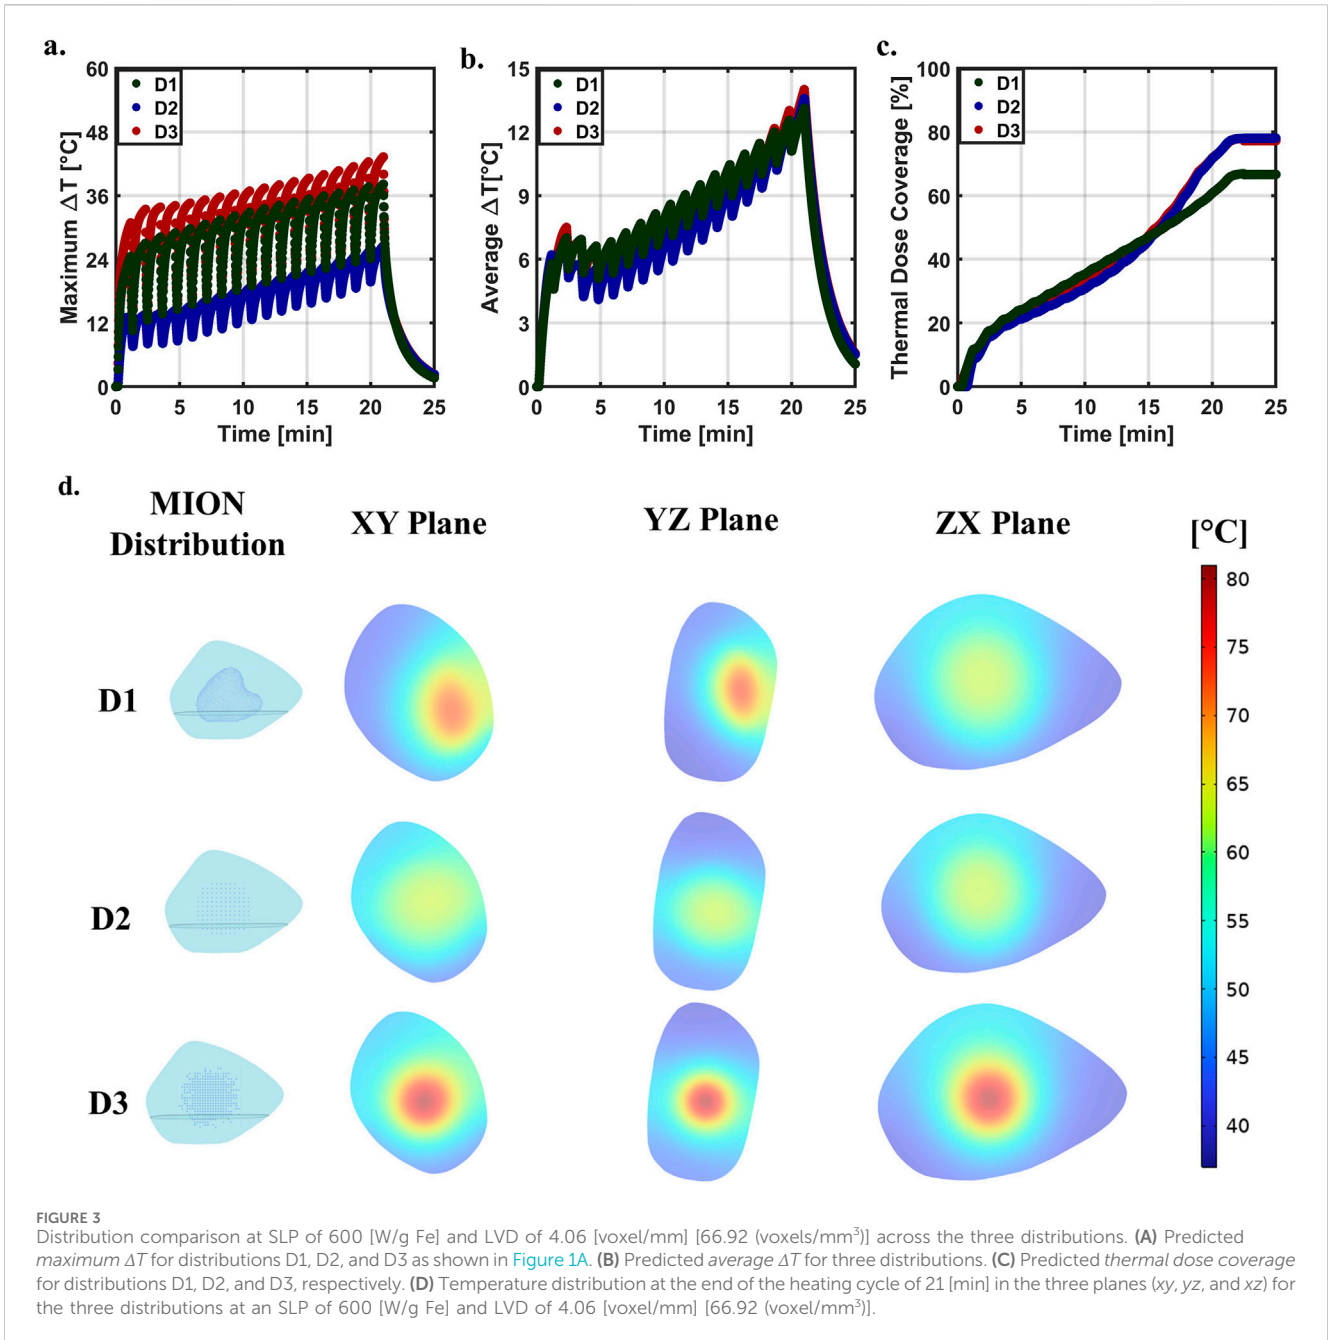 a.
60
48
36
24
12
0
Maximum ΔT [°C]
D1
D2
D3
0 5 10 15 20 25
Time [min]
b.
15
12
9
6
3
0
Average ΔT[°C]
D1
D2
D3
0 5 10 15 20 25
Time [min]
c.
100
80
60
40
20
0
Thermal Dose Coverage [%]
D1
D2
D3
0 5 10 15 20 25
Time [min]
d.
MION
Distribution
XY Plane
YZ Plane
ZX Plane
[°C]
D1
D2
D3
80
75
70
65
60
55
50
45
40
FIGURE 3
Distribution comparison at SLP of 600 [W/g Fe] and LVD of 4.06 [voxel/mm] [66.92 (voxels/mm³)] across the three distributions. (A) Predicted
maximum ΔT for distributions D1, D2, and D3 as shown in Figure 1A. (B) Predicted average ΔT for three distributions. (C) Predicted thermal dose coverage
for distributions D1, D2, and D3, respectively. (D) Temperature distribution at the end of the heating cycle of 21 [min] in the three planes (xy, yz, and xz) for
the three distributions at an SLP of 600 [W/g Fe] and LVD of 4.06 [voxel/mm] [66.92 (voxel/mm³)].